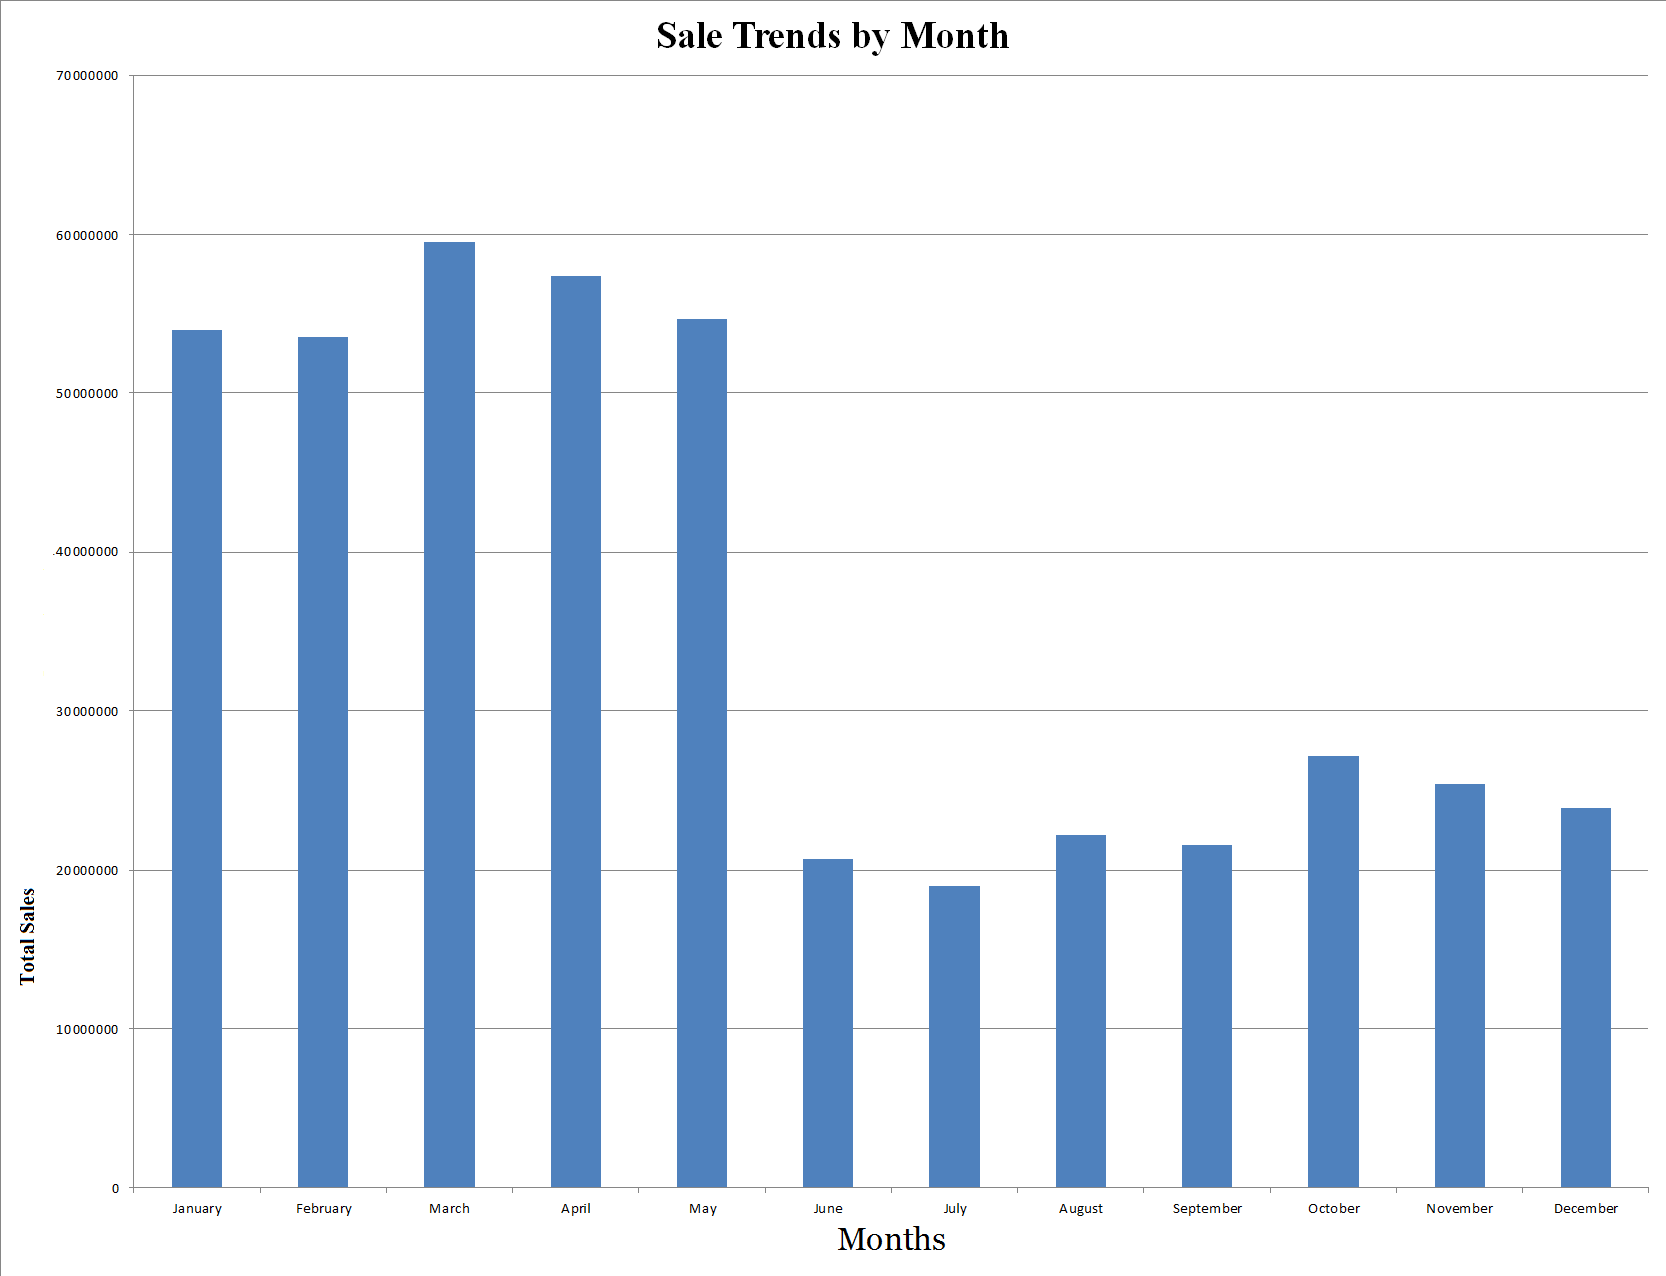 Sale Trends by Month
70000000
60000000
50000000
40000000
30000000
20000000
10000000
0
Total Sales
January February March April May June July August September October November December
Months